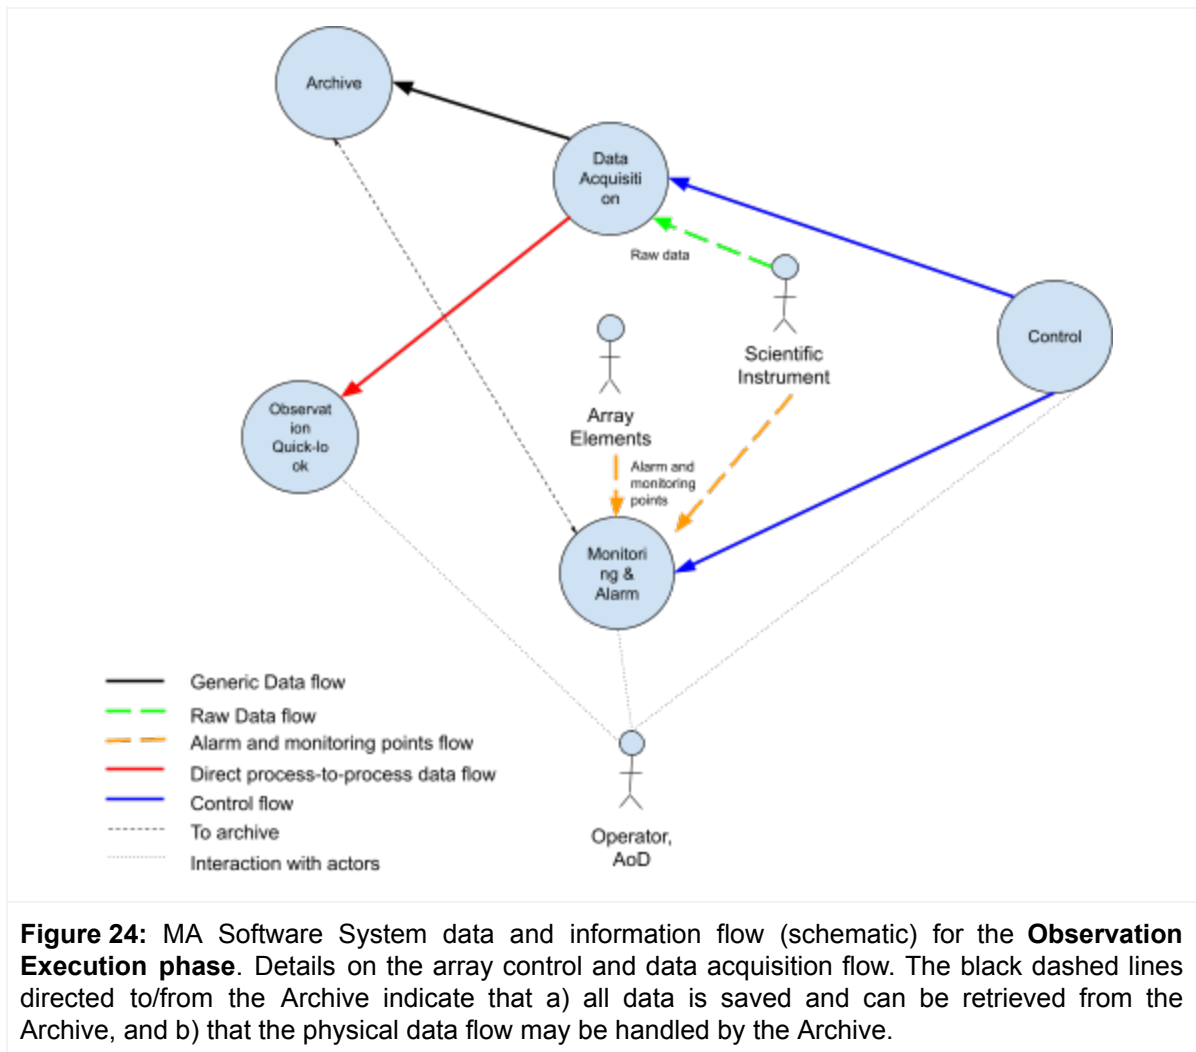 Archive
Data
Acquisiti
on
Raw data
Control
Scientific
Instrument
Array
Elements
Observat
ion
Quick-lo
ok
Alarm and
monitoring
points
Monitori
ng &
Alarm
Generic Data flow
Raw Data flow
Alarm and monitoring points flow
Direct process-to-process data flow
Control flow
To archive
Interaction with actors
Operator,
AoD
Figure 24: MA Software System data and information flow (schematic) for the Observation
Execution phase. Details on the array control and data acquisition flow. The black dashed lines
directed to/from the Archive indicate that a) all data is saved and can be retrieved from the
Archive, and b) that the physical data flow may be handled by the Archive.